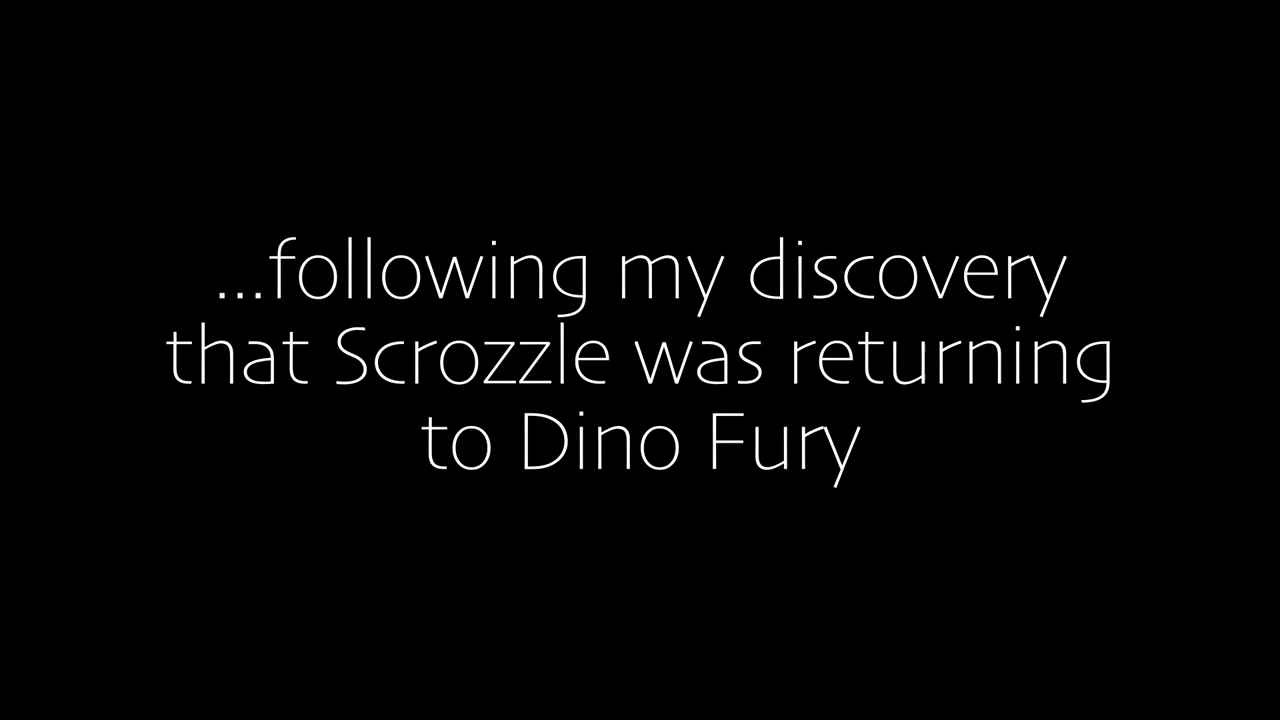 ...following my discovery
that Scrozzle was returning
to Dino Fury